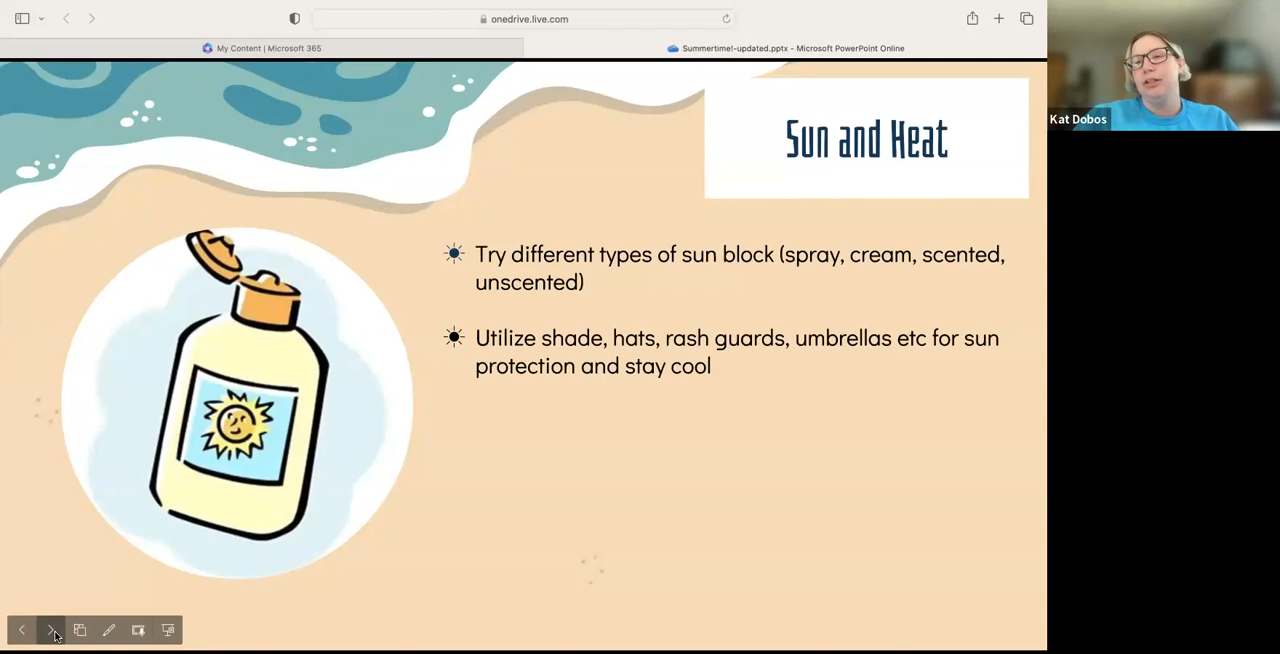 onedrive.live.com
My Content | Microsoft 365
Summertime!-updated.pptx - Microsoft PowerPoint Online
Kat Dobos
Sun and Heat
Try different types of sun block (spray, cream, scented,
unscented)
Utilize shade, hats, rash guards, umbrellas etc for sun
protection and stay cool